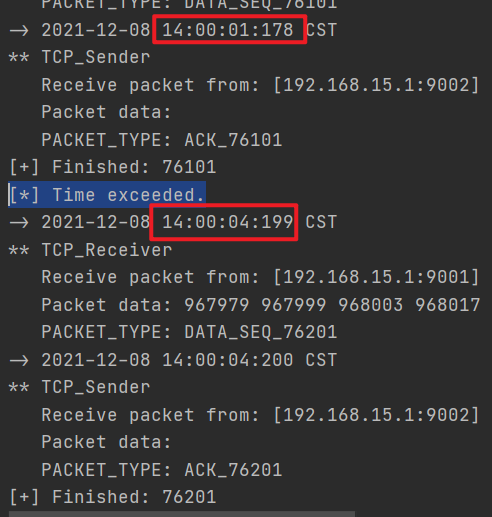 PACKET_TYPE: DATA_SEQ_76101
-> 2021-12-08 14:00:01:178 CST
** TCP_Sender
Receive packet from: [192.168.15.1:9002]
Packet data:
PACKET_TYPE: ACK_76101
[+] Finished: 76101
[*] Time exceeded.
-> 2021-12-08 14:00:04:199 CST
** TCP_Receiver
Receive packet from: [192.168.15.1:9001]
Packet data: 967979 967999 968003 968017
PACKET_TYPE: DATA_SEQ_76201
-> 2021-12-08 14:00:04:200 CST
** TCP_Sender
Receive packet from: [192.168.15.1:9002]
Packet data:
PACKET_TYPE: ACK_76201
[+] Finished: 76201